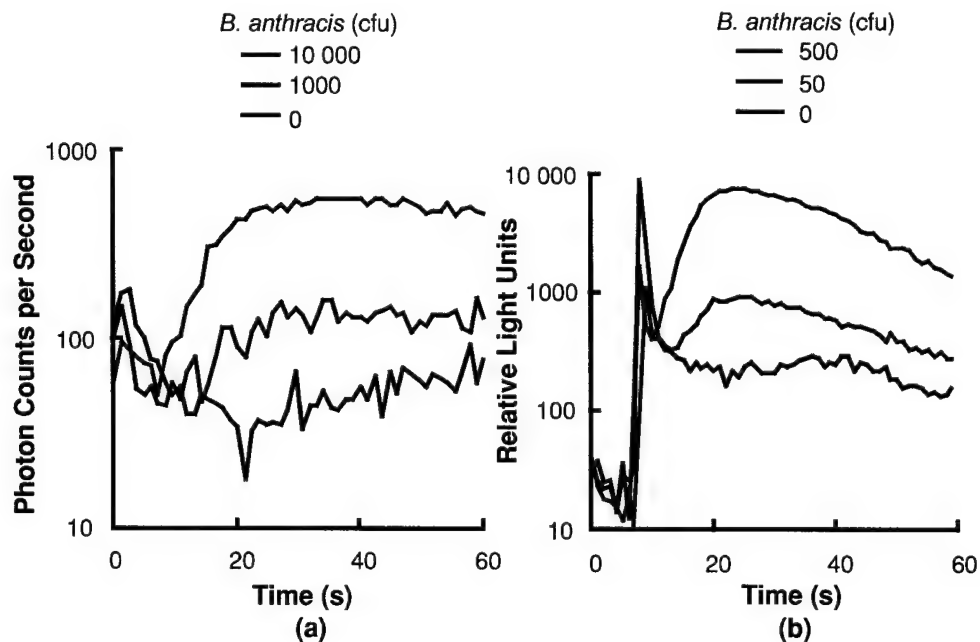 B. anthracis (cfu)
10 000
1000
0
1000
100
10
Photon Counts per Second
0
20
40
60
Time (s)
(a)
B. anthracis (cfu)
500
50
0
10 000
1000
100
10
Relative Light Units
0
20
40
60
Time (s)
(b)